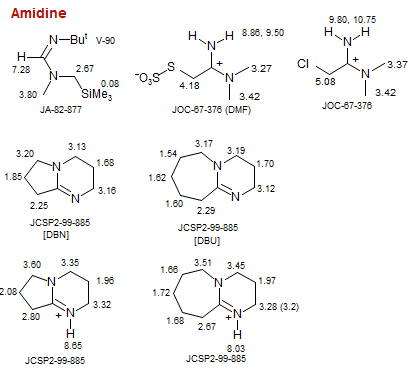 Amidine
N Buᵗ V-90
H
7.28 N 2.67
3.80 0.08
SiMe₃
JA-82-877
H H 8.86, 9.50
N
⁻O₃S S + N 3.27
4.18
3.42
JOC-67-376 (DMF)
9.80, 10.75
H H
N
Cl + N 3.37
5.08
3.42
JOC-67-376
3.20 3.13
N 1.68
1.85
N 3.16
2.25
JCSP2-99-885
[DBN]
3.17 3.19
1.54 N 1.70
1.62
N 3.12
1.60 2.29
JCSP2-99-885
[DBU]
3.60 3.35
N 1.96
2.08
3.32
2.80 + N
H
8.65
JCSP2-99-885
3.51 3.45
1.66 N 1.97
1.72
3.28 (3.2)
1.68 2.67 + N
H
8.03
JCSP2-99-885